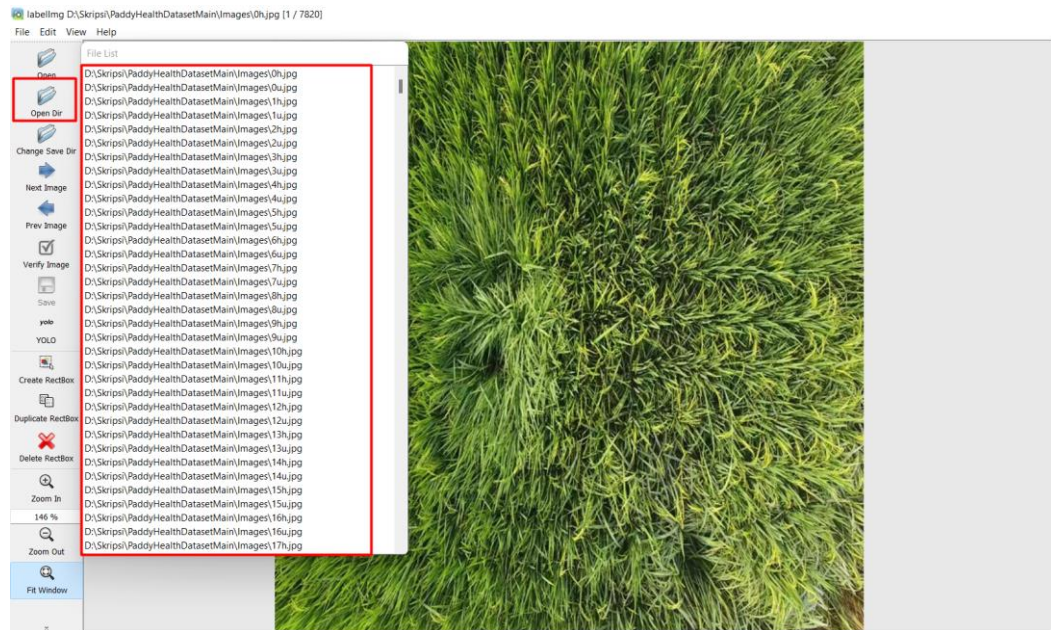 labelImg D:\Skripsi\PaddyHealthDatasetMain\Images\0h.jpg [1 / 7820]
File Edit View Help
Open
Open Dir
Change Save Dir
Next Image
Prev Image
Verify Image
Save
yolo
YOLO
Create RectBox
Duplicate RectBox
Delete RectBox
Zoom In
146 %
Zoom Out
Fit Window
File List
D:\Skripsi\PaddyHealthDatasetMain\Images\0h.jpg
D:\Skripsi\PaddyHealthDatasetMain\Images\0u.jpg
D:\Skripsi\PaddyHealthDatasetMain\Images\1h.jpg
D:\Skripsi\PaddyHealthDatasetMain\Images\1u.jpg
D:\Skripsi\PaddyHealthDatasetMain\Images\2h.jpg
D:\Skripsi\PaddyHealthDatasetMain\Images\2u.jpg
D:\Skripsi\PaddyHealthDatasetMain\Images\3h.jpg
D:\Skripsi\PaddyHealthDatasetMain\Images\3u.jpg
D:\Skripsi\PaddyHealthDatasetMain\Images\4h.jpg
D:\Skripsi\PaddyHealthDatasetMain\Images\4u.jpg
D:\Skripsi\PaddyHealthDatasetMain\Images\5h.jpg
D:\Skripsi\PaddyHealthDatasetMain\Images\5u.jpg
D:\Skripsi\PaddyHealthDatasetMain\Images\6h.jpg
D:\Skripsi\PaddyHealthDatasetMain\Images\6u.jpg
D:\Skripsi\PaddyHealthDatasetMain\Images\7h.jpg
D:\Skripsi\PaddyHealthDatasetMain\Images\7u.jpg
D:\Skripsi\PaddyHealthDatasetMain\Images\8h.jpg
D:\Skripsi\PaddyHealthDatasetMain\Images\8u.jpg
D:\Skripsi\PaddyHealthDatasetMain\Images\9h.jpg
D:\Skripsi\PaddyHealthDatasetMain\Images\9u.jpg
D:\Skripsi\PaddyHealthDatasetMain\Images\10h.jpg
D:\Skripsi\PaddyHealthDatasetMain\Images\10u.jpg
D:\Skripsi\PaddyHealthDatasetMain\Images\11h.jpg
D:\Skripsi\PaddyHealthDatasetMain\Images\11u.jpg
D:\Skripsi\PaddyHealthDatasetMain\Images\12h.jpg
D:\Skripsi\PaddyHealthDatasetMain\Images\12u.jpg
D:\Skripsi\PaddyHealthDatasetMain\Images\13h.jpg
D:\Skripsi\PaddyHealthDatasetMain\Images\13u.jpg
D:\Skripsi\PaddyHealthDatasetMain\Images\14h.jpg
D:\Skripsi\PaddyHealthDatasetMain\Images\14u.jpg
D:\Skripsi\PaddyHealthDatasetMain\Images\15h.jpg
D:\Skripsi\PaddyHealthDatasetMain\Images\15u.jpg
D:\Skripsi\PaddyHealthDatasetMain\Images\16h.jpg
D:\Skripsi\PaddyHealthDatasetMain\Images\16u.jpg
D:\Skripsi\PaddyHealthDatasetMain\Images\17h.jpg